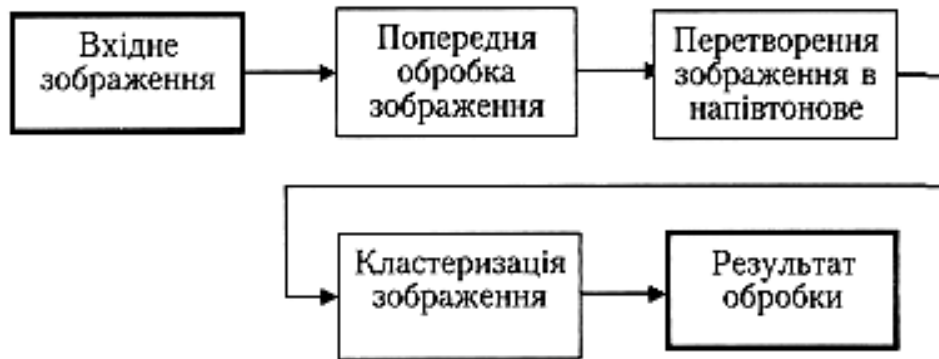 Вхідне
зображення
Попередня
обробка
зображення
Перетворення
зображення в
напівтонове
Кластеризація
зображення
Результат
обробки